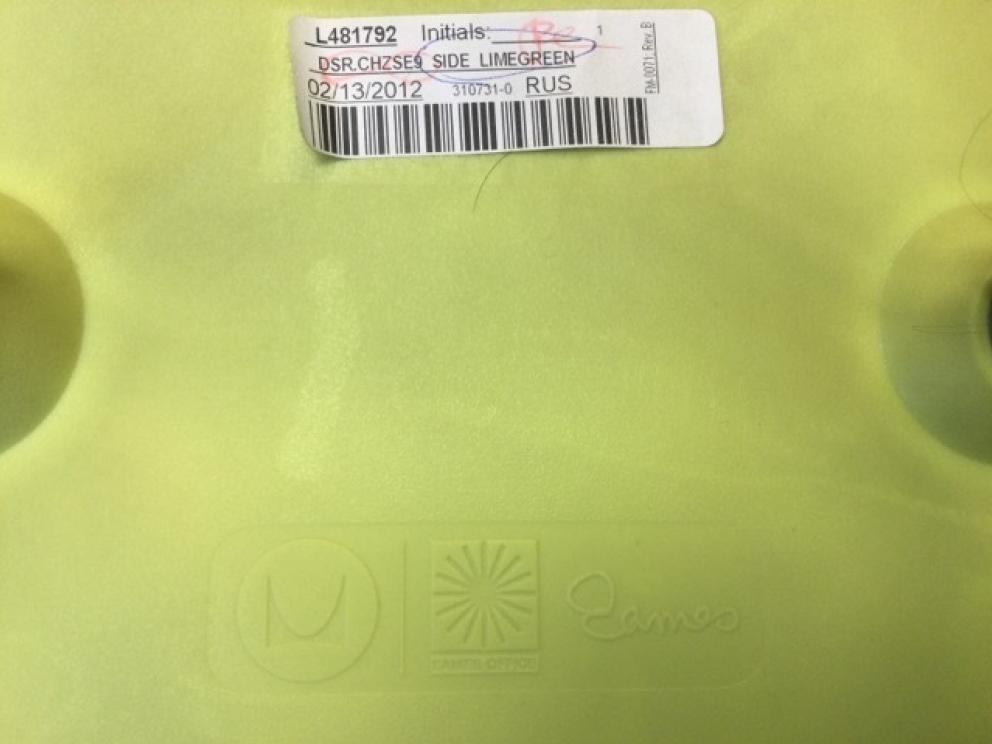 L481792 Initials: 1
DSR.CHZSE9 SIDE LIMEGREEN
02/13/2012 310731-0 RUS
FM-0071; Rev. B
EAMES OFFICE
Eames